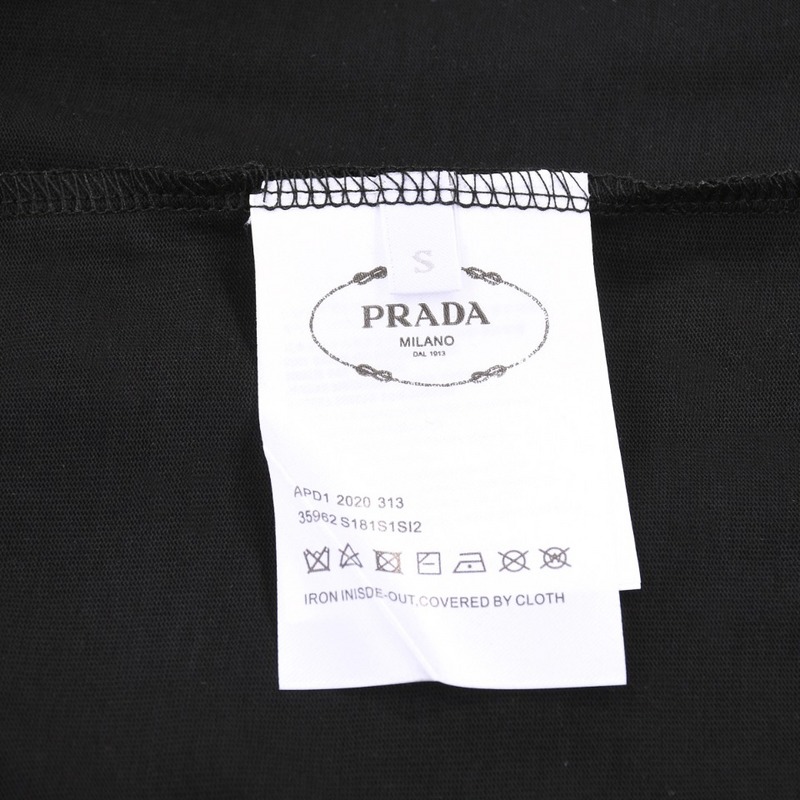 S
PRADA
MILANO
DAL 1913
APD1 2020 313
35962 S181S1SI2
IRON INISDE-OUT,COVERED BY CLOTH